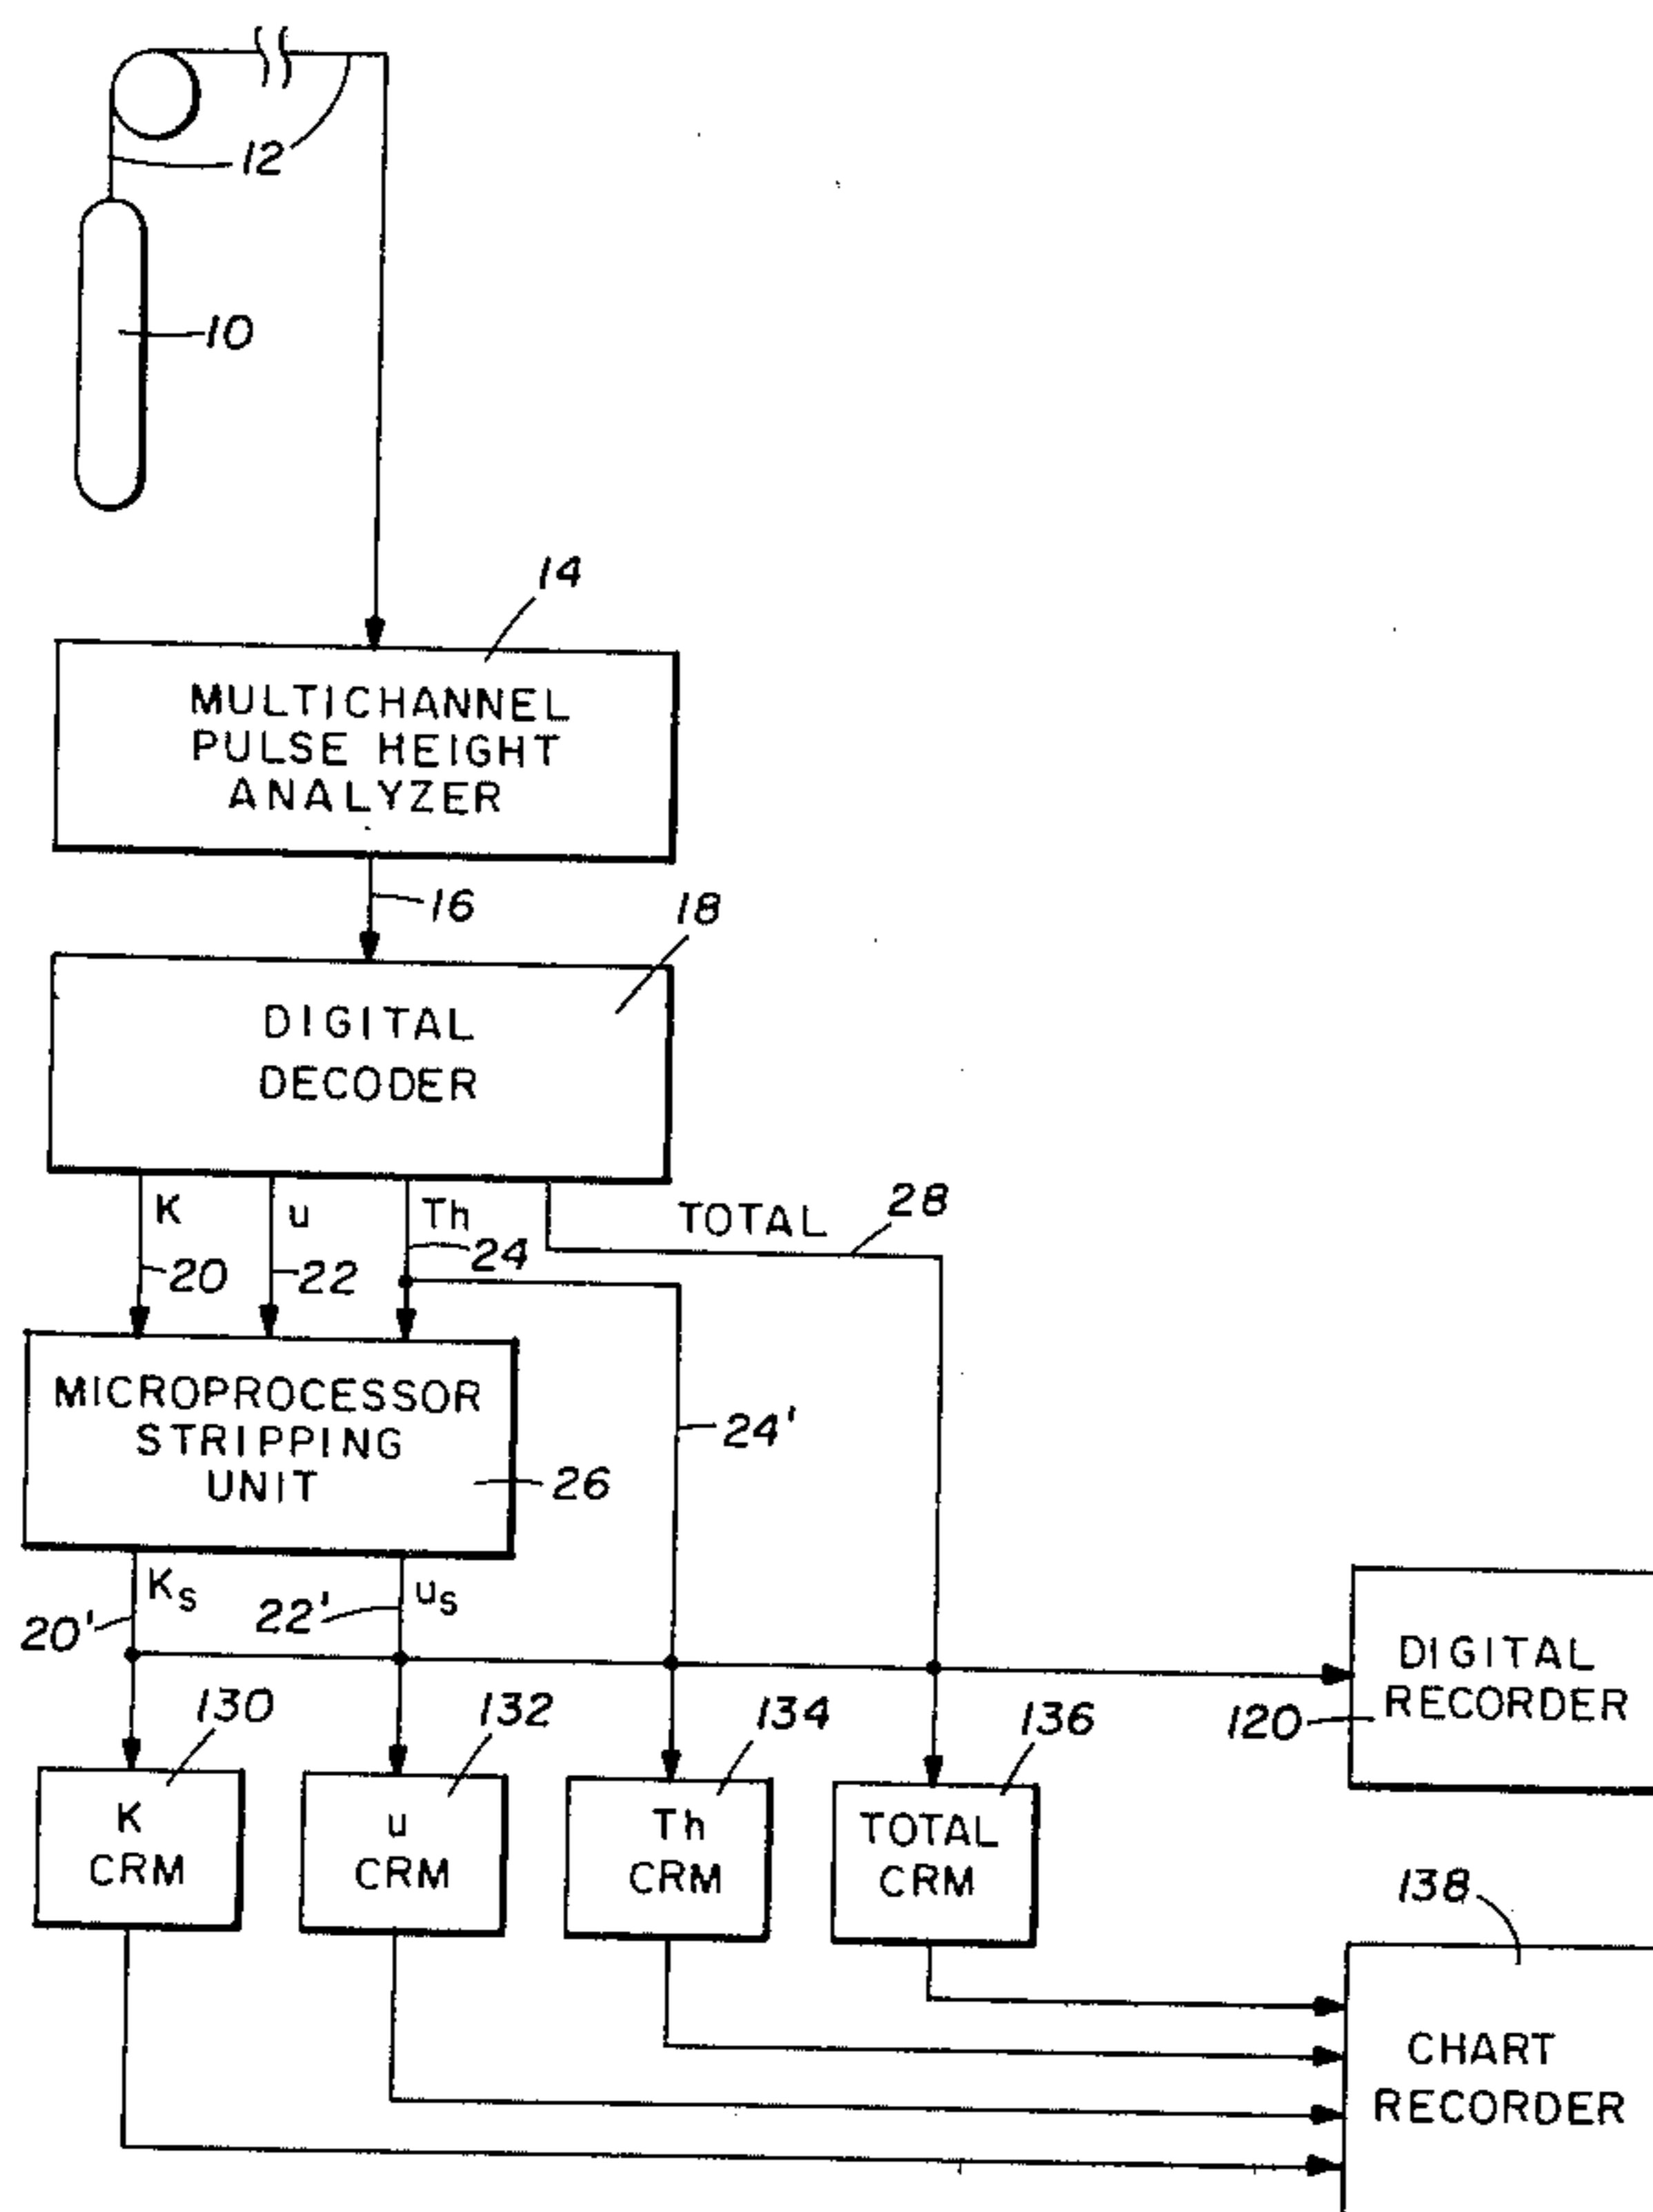 12
10
14
MULTICHANNEL
PULSE HEIGHT
ANALYZER
16
18
DIGITAL
DECODER
K
u
Th
TOTAL
28
20
22
24
MICROPROCESSOR
STRIPPING
UNIT
26
24'
Ks
us
20'
22'
DIGITAL
RECORDER
120
130
132
134
136
K
CRM
u
CRM
Th
CRM
TOTAL
CRM
138
CHART
RECORDER